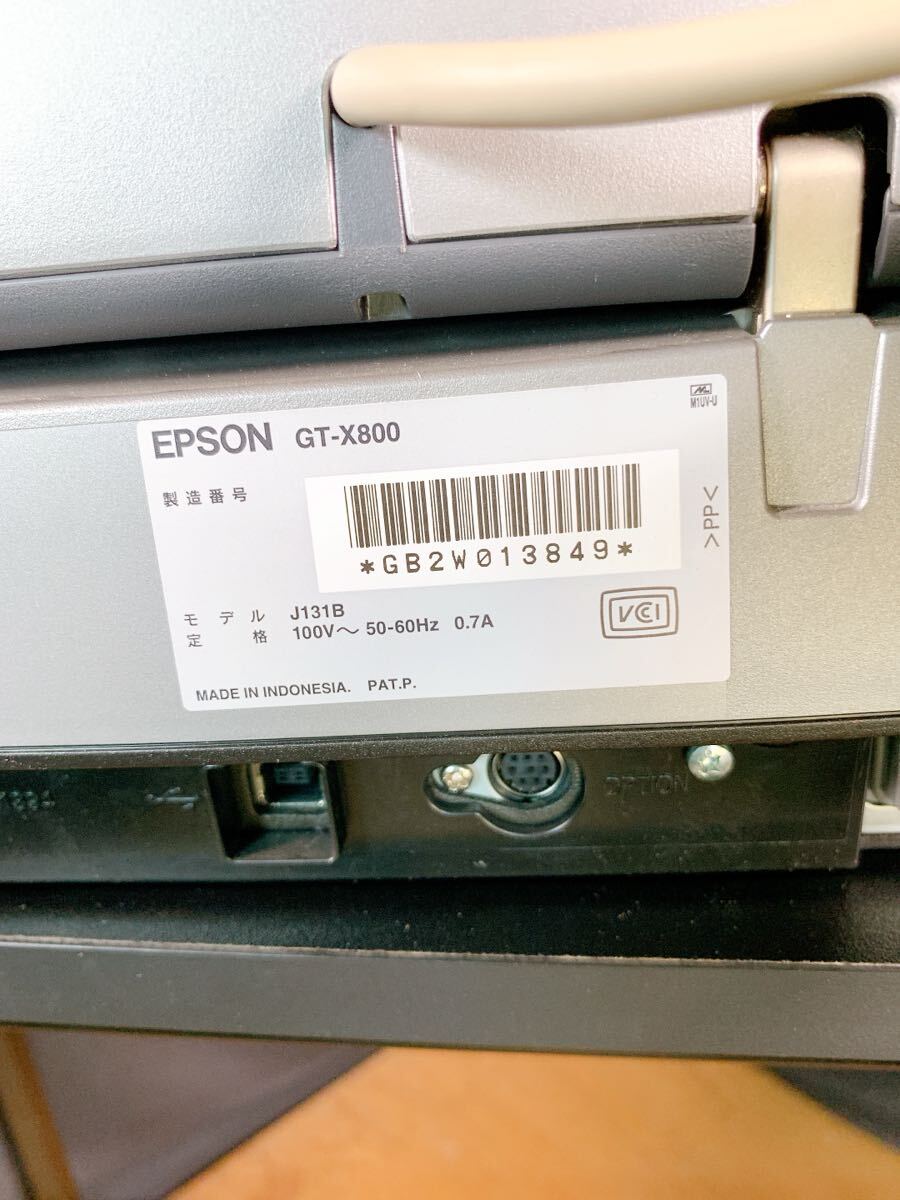 EPSON GT-X800
M1UV-U
製造番号
*GB2W013849*
>PP<
モデル J131B
定格 100V～ 50-60Hz 0.7A
VCCI
MADE IN INDONESIA. PAT.P.
OPTION